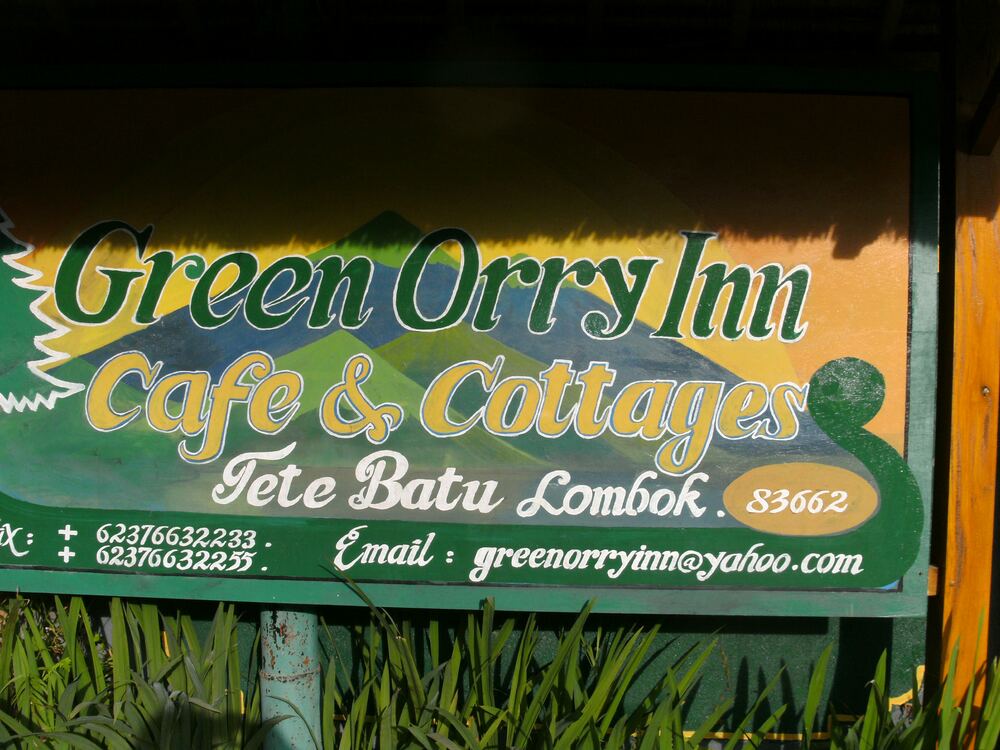 Green Orry Inn
Cafe & Cottages
Tete Batu Lombok . 83662
+ 62376632233 .
+ 62376632255 .
Email : greenorryinn@yahoo.com